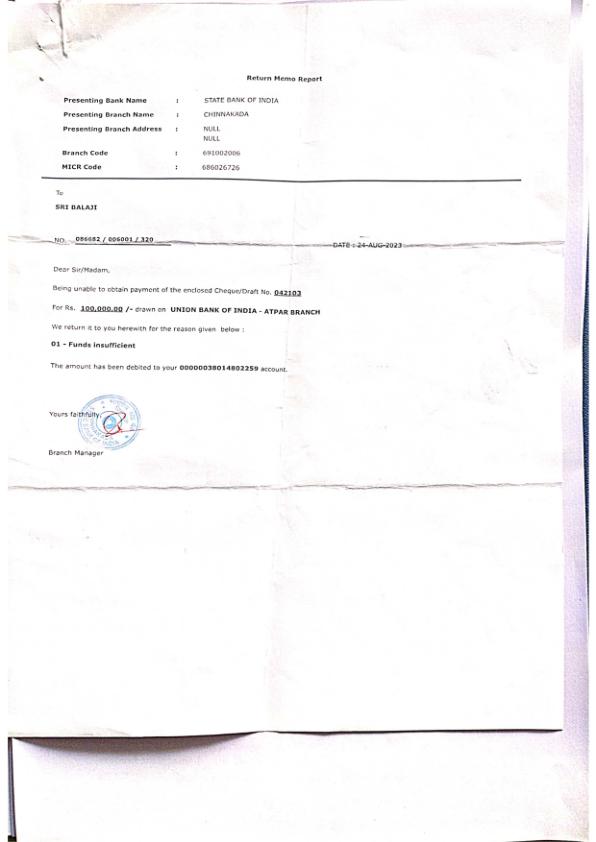 Return Memo Report
Presenting Bank Name : STATE BANK OF INDIA
Presenting Branch Name : CHINNAKADA
Presenting Branch Address : NULL
NULL
Branch Code : 691002006
MICR Code : 686026726
To
SRI BALAJI
NO. 086682 / 006001 / 320 DATE : 24-AUG-2023
Dear Sir/Madam,
Being unable to obtain payment of the enclosed Cheque/Draft No. 042103
For Rs. 100,000.00 /- drawn on UNION BANK OF INDIA - ATPAR BRANCH
We return it to you herewith for the reason given below :
01 - Funds insufficient
The amount has been debited to your 00000038014802259 account.
Yours faithfully,
Branch Manager